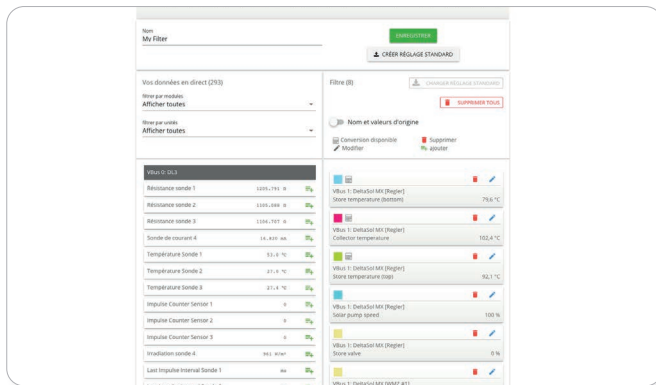 Nom
My Filter
ENREGISTRER
CRÉER RÉGLAGE STANDARD
Vos données en direct (293)
filtrer par modules
Afficher toutes
filtrer par unités
Afficher toutes
Filtre (8)
CHANGER RÉGLAGE STANDARD
SUPPRIMER TOUS
Nom et valeurs d'origine
Conversion disponible
Supprimer
Modifier
ajouter
VBus 0: DL3
Résistance sonde 1
Résistance sonde 2
Résistance sonde 3
Sonde de courant 4
Température Sonde 1 53.6 °C
Température Sonde 2 27.9 °C
Température Sonde 3 27.4 °C
Impulse Counter Sensor 1 0
Impulse Counter Sensor 2 0
Impulse Counter Sensor 3 0
Irradiation sonde 4
Last Impulse Interval Sonde 1
VBus 1: DeltaSol MX [Regler]
Store temperature (bottom) 79,6 °C
VBus 1: DeltaSol MX [Regler]
Collector temperature 102,4 °C
VBus 1: DeltaSol MX [Regler]
Store temperature (top) 92,1 °C
VBus 1: DeltaSol MX [Regler]
Solar pump speed 100 %
VBus 1: DeltaSol MX [Regler]
Store valve 0 %